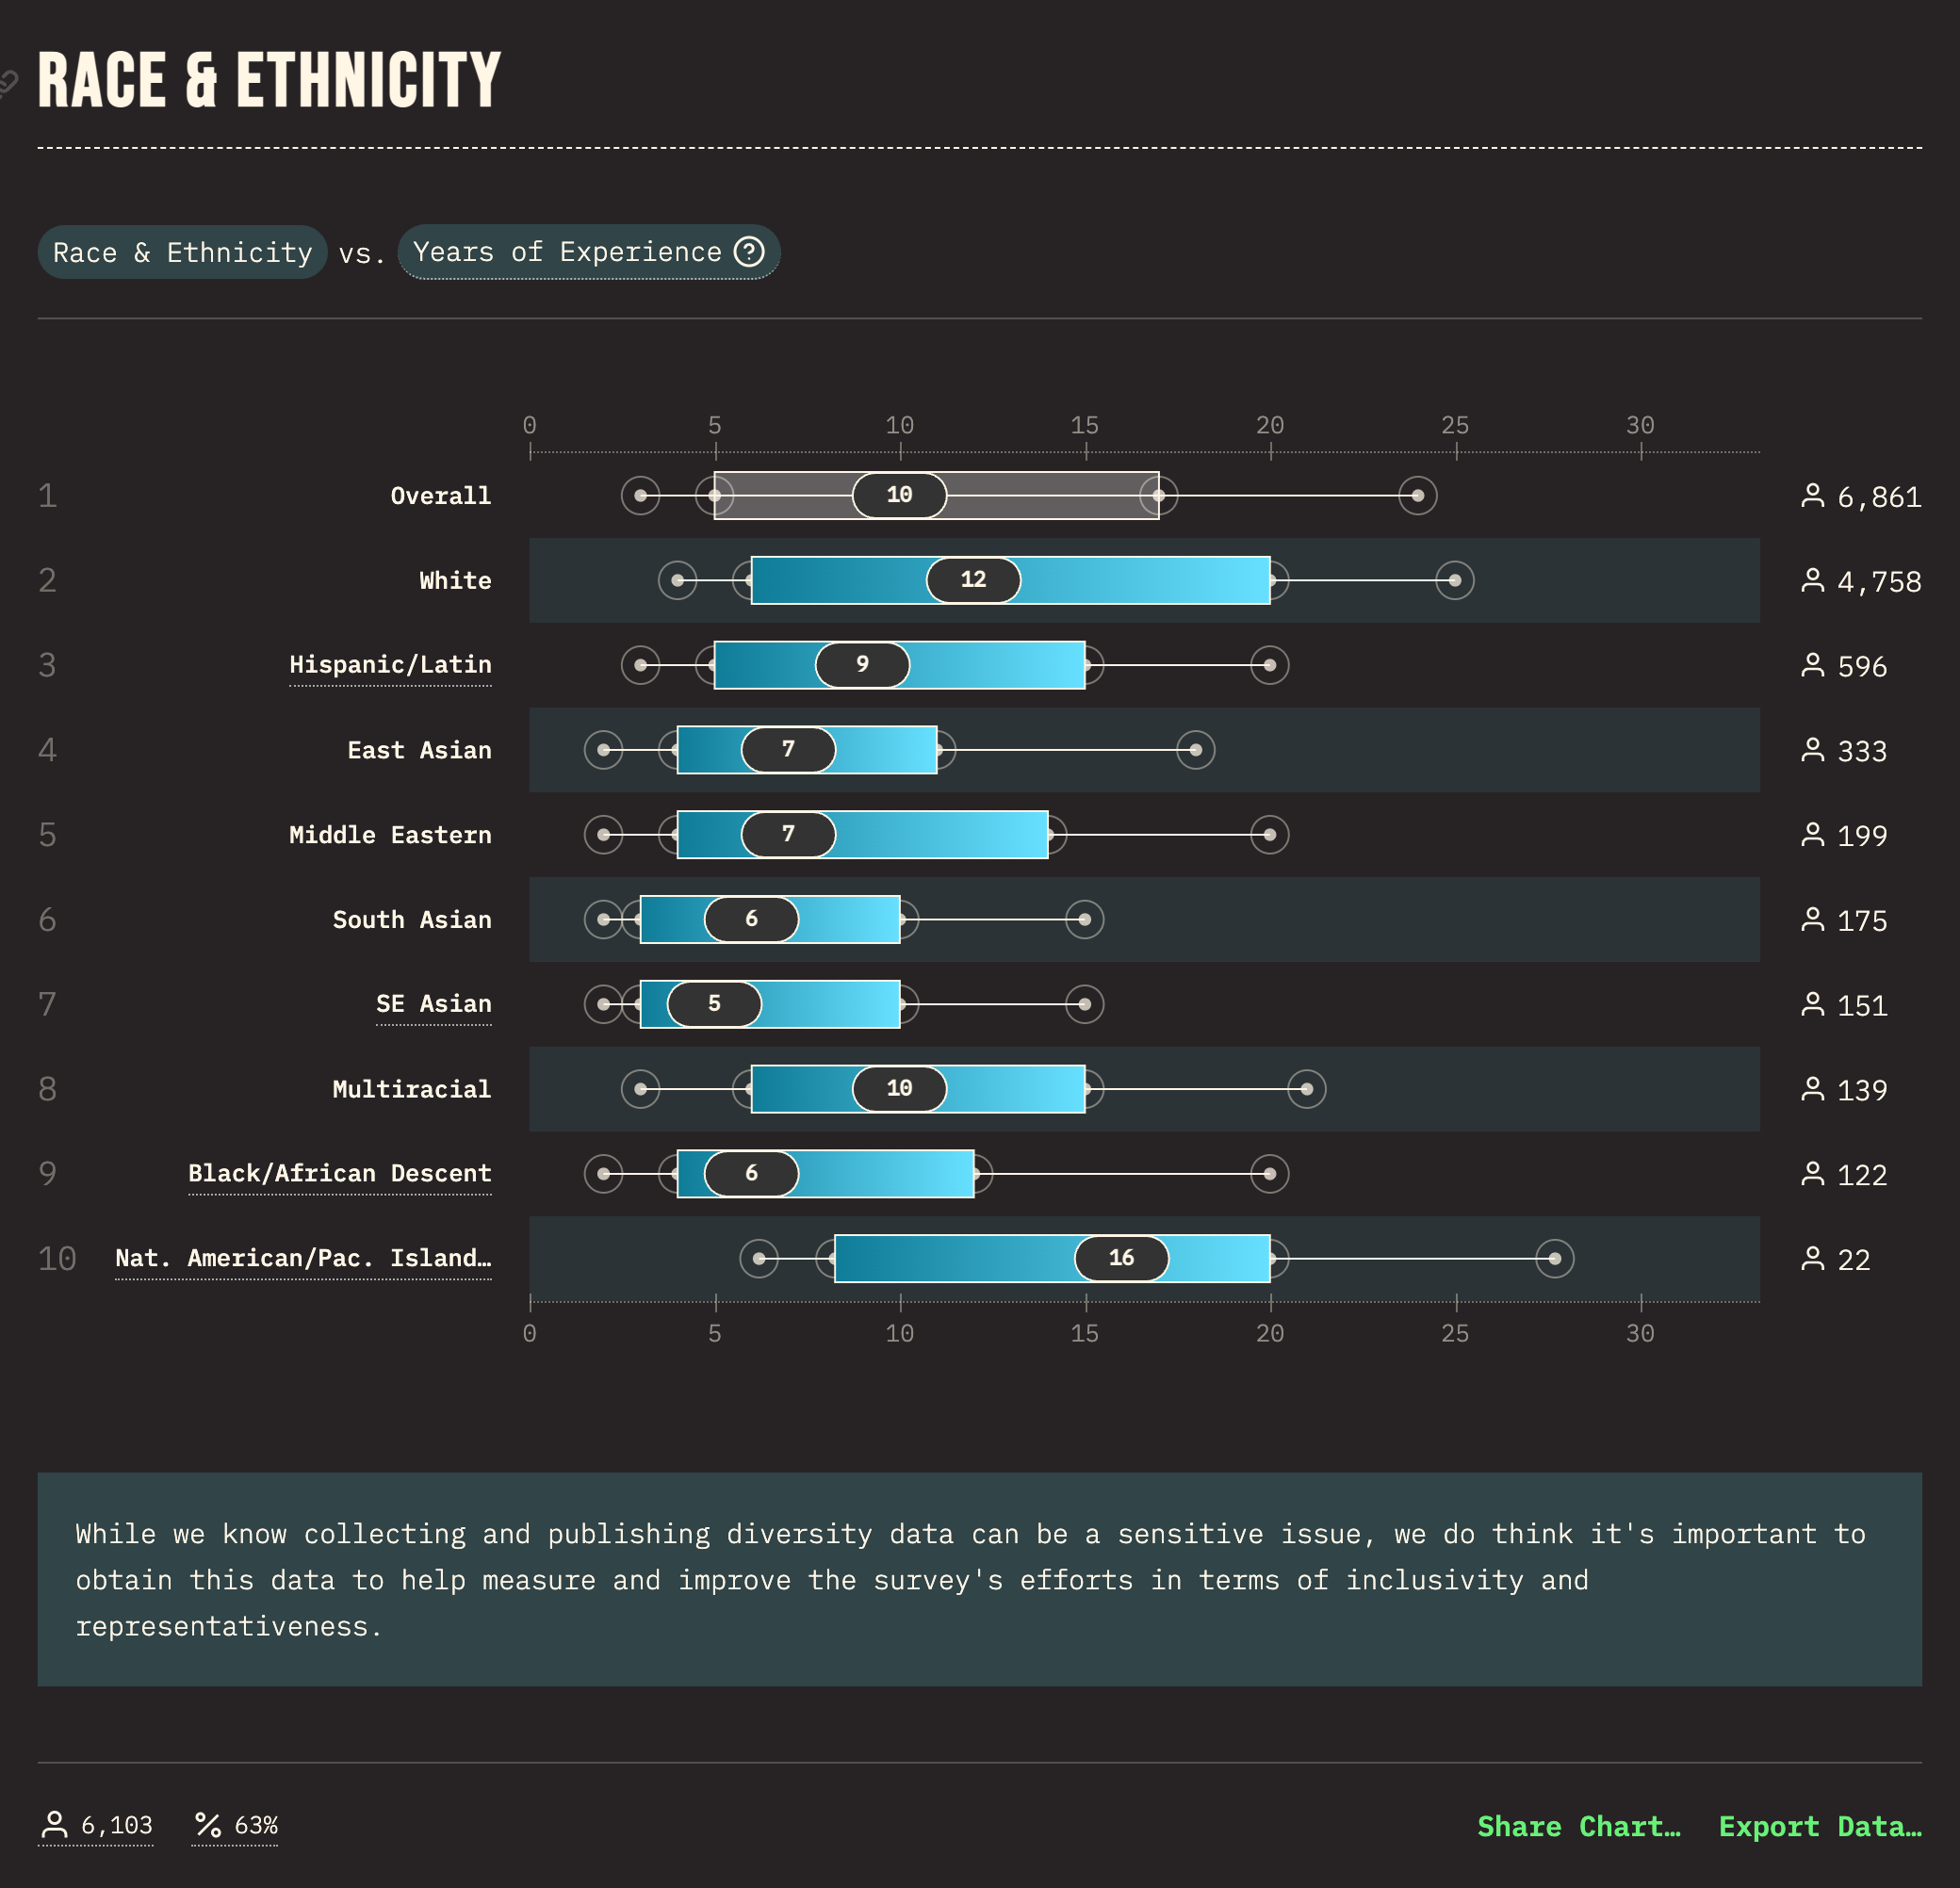 RACE & ETHNICITY
Race & Ethnicity vs. Years of Experience ?
0 5 10 15 20 25 30
1 Overall 10 6,861
2 White 12 4,758
3 Hispanic/Latin 9 596
4 East Asian 7 333
5 Middle Eastern 7 199
6 South Asian 6 175
7 SE Asian 5 151
8 Multiracial 10 139
9 Black/African Descent 6 122
10 Nat. American/Pac. Island… 16 22
0 5 10 15 20 25 30
While we know collecting and publishing diversity data can be a sensitive issue, we do think it's important to
obtain this data to help measure and improve the survey's efforts in terms of inclusivity and
representativeness.
6,103 % 63% Share Chart… Export Data…